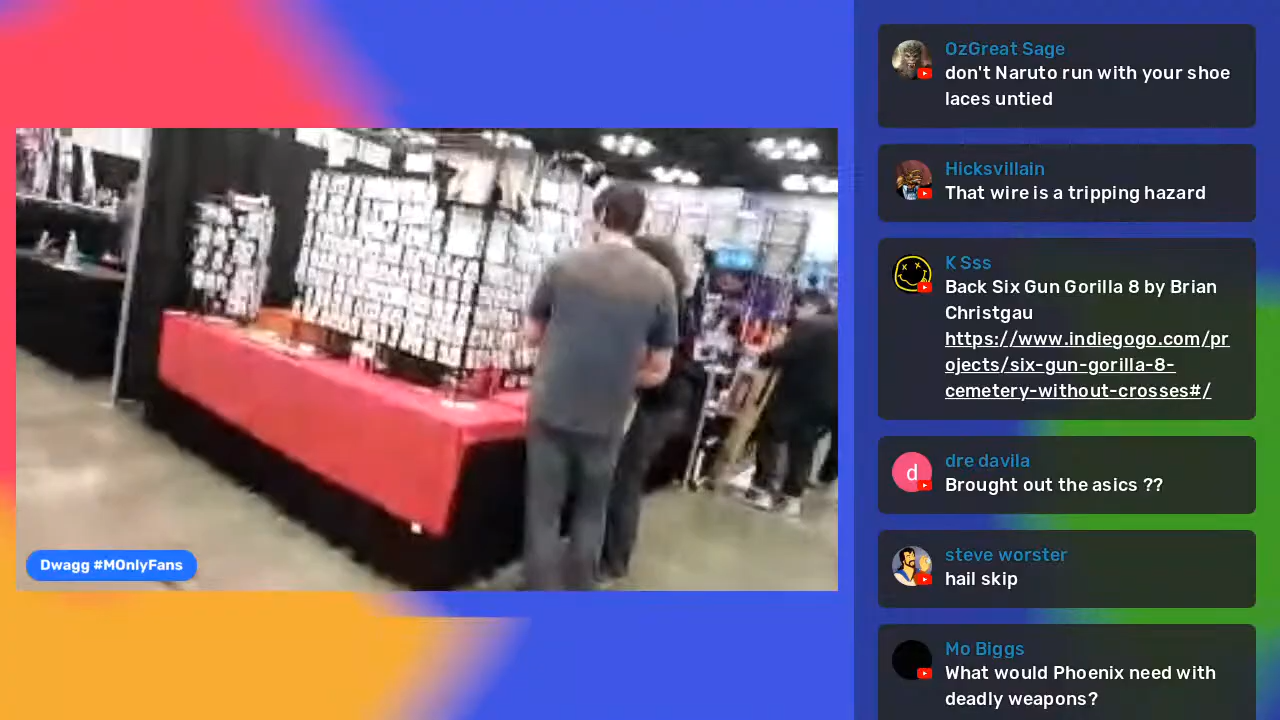 OzGreat Sage
don't Naruto run with your shoe
laces untied
Hicksvillain
That wire is a tripping hazard
K Sss
Back Six Gun Gorilla 8 by Brian
Christgau
https://www.indiegogo.com/pr
ojects/six-gun-gorilla-8-
cemetery-without-crosses#/
d
dre davila
Brought out the asics ??
steve worster
hail skip
Mo Biggs
What would Phoenix need with
deadly weapons?
Dwagg #MOnlyFans